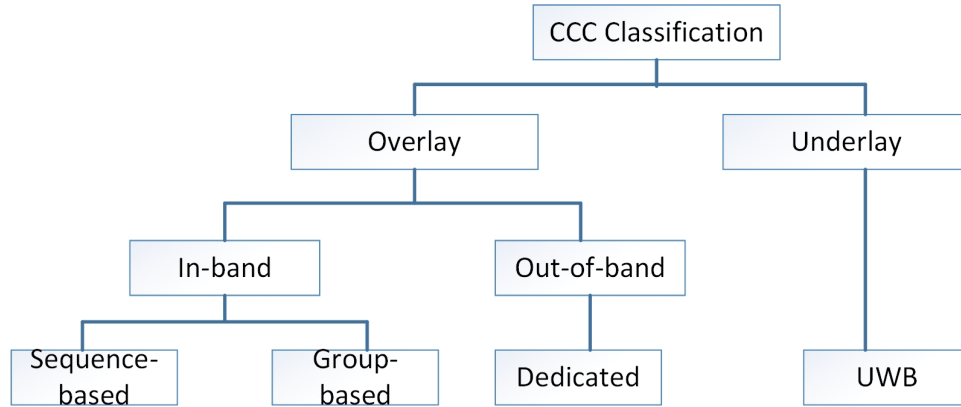 CCC Classification
Overlay
Underlay
In-band
Out-of-band
Sequence-
based
Group-
based
Dedicated
UWB